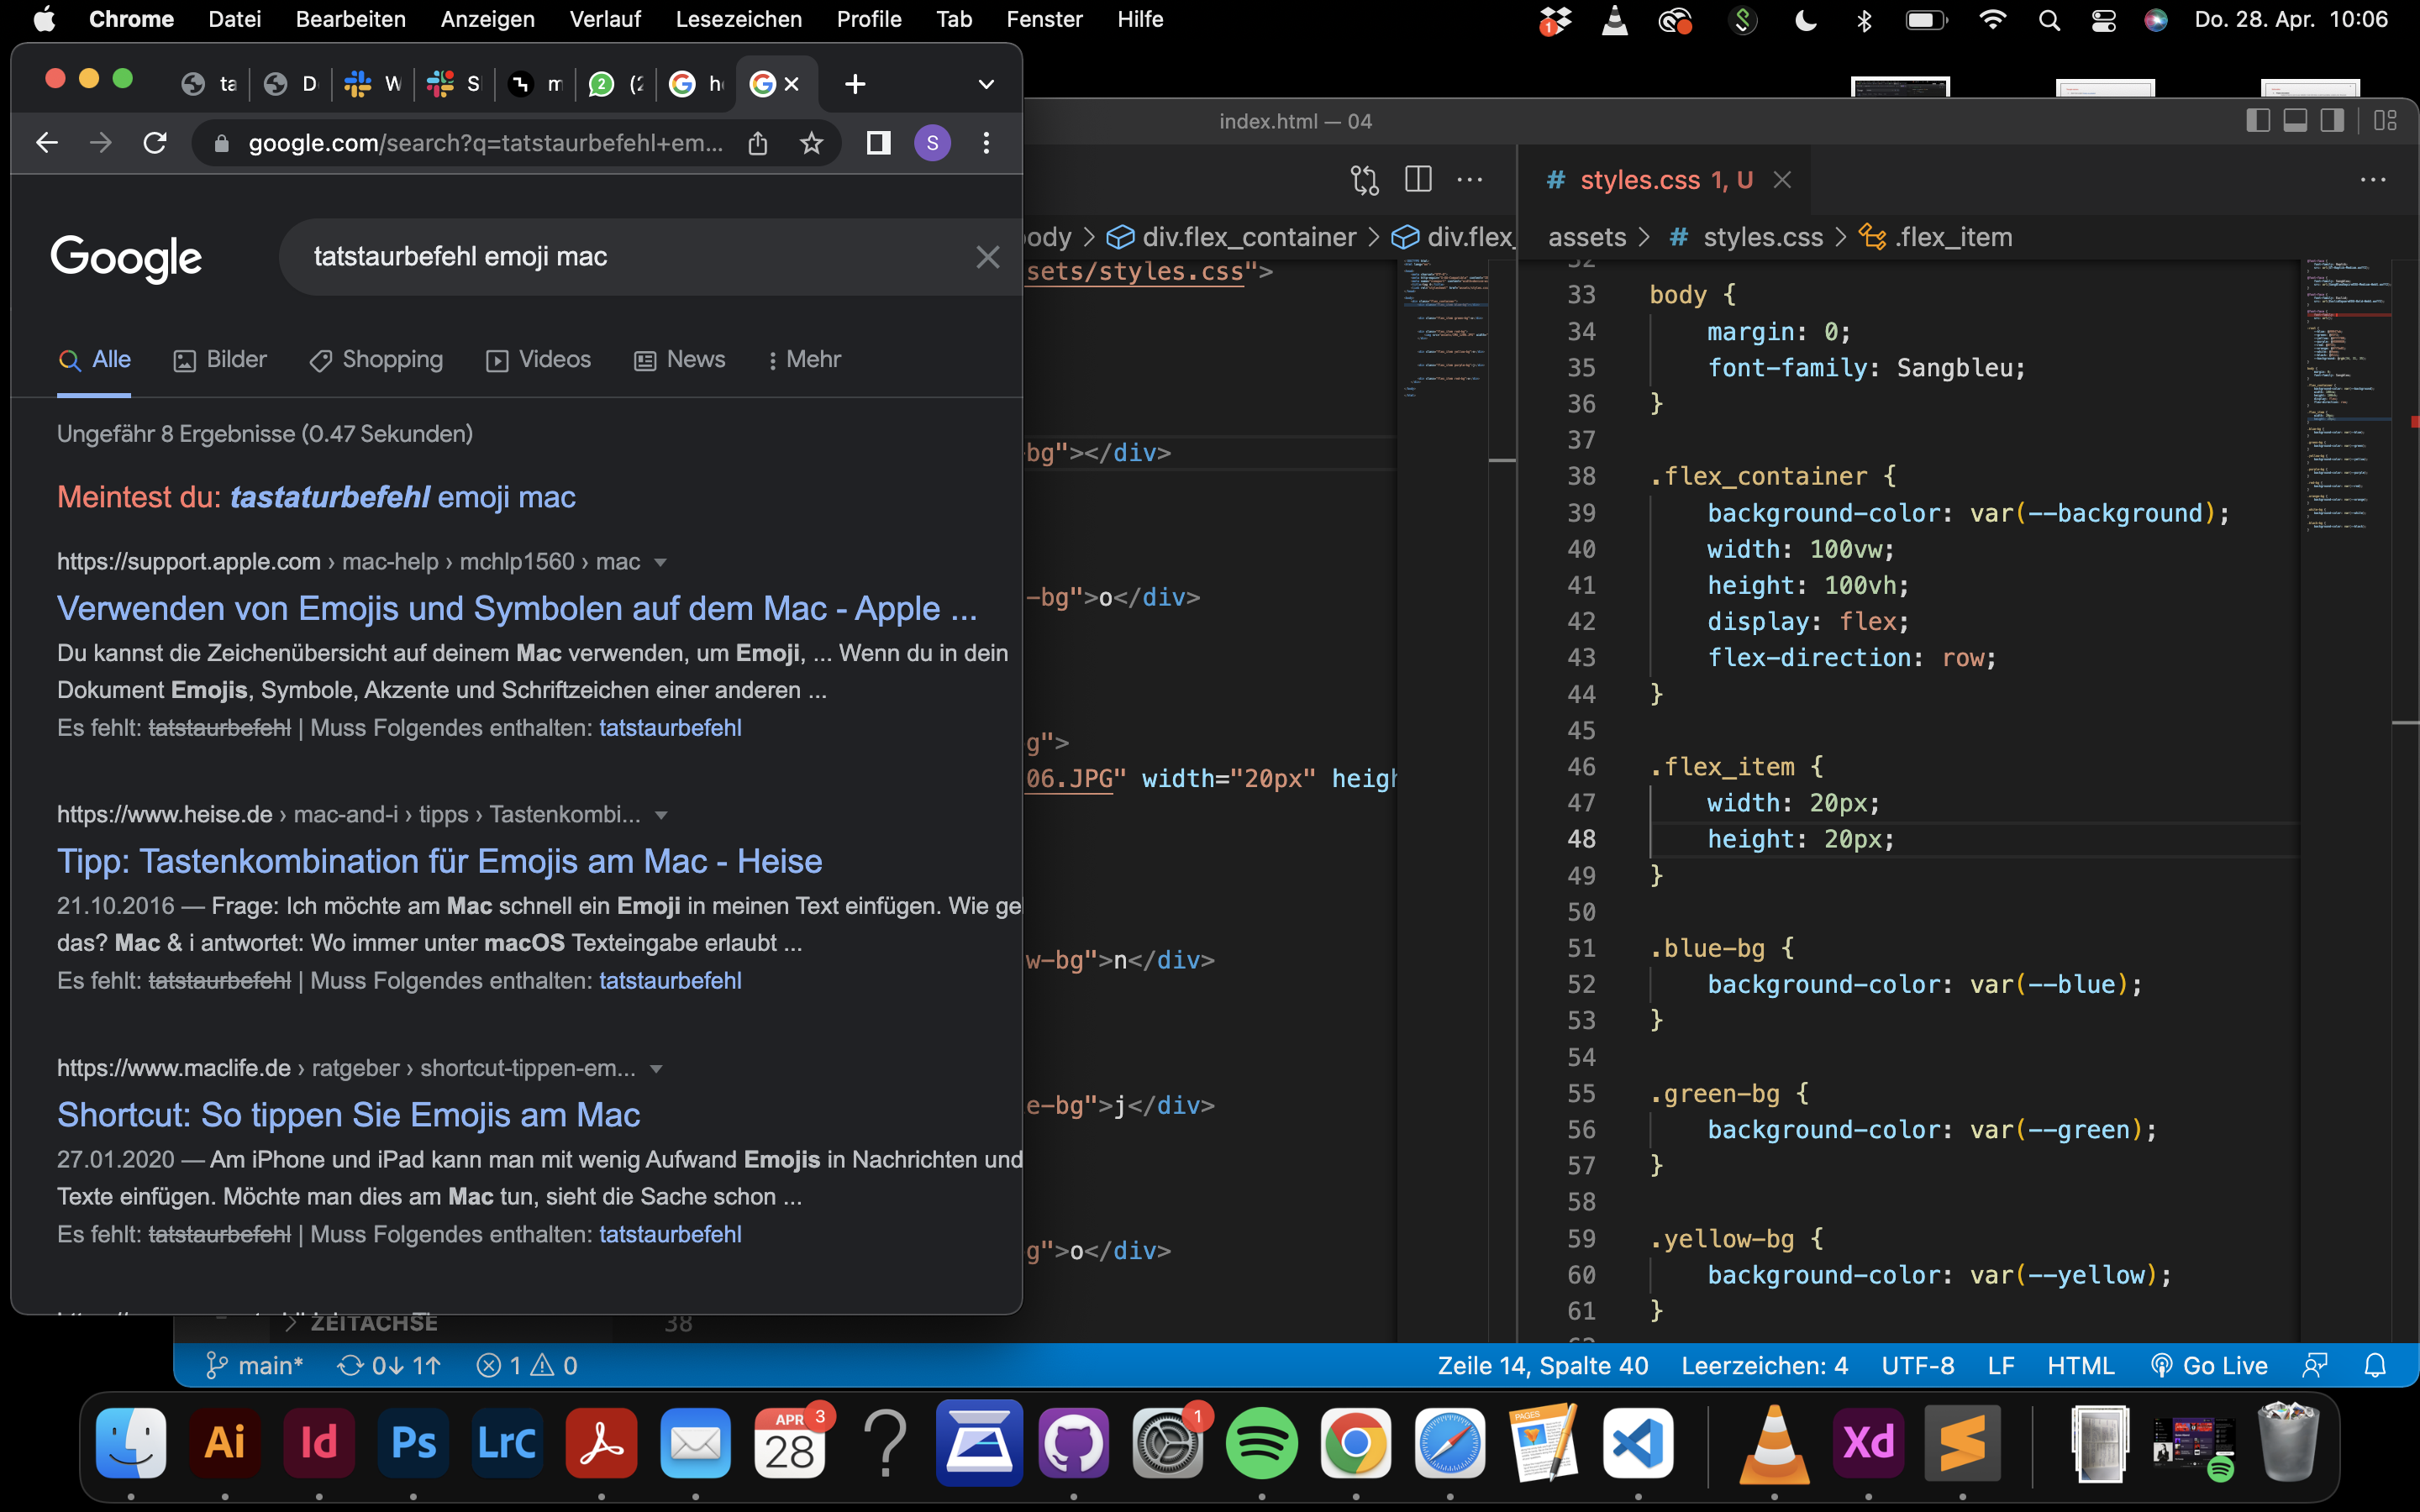 Chrome Datei Bearbeiten Anzeigen Verlauf Lesezeichen Profile Tab Fenster Hilfe
1
Do. 28. Apr. 10:06
ta D W S m 2 (2 h
google.com/search?q=tatstaurbefehl+em...
S
Google
tatstaurbefehl emoji mac
Alle Bilder Shopping Videos News Mehr
Ungefähr 8 Ergebnisse (0.47 Sekunden)
Meintest du: tastaturbefehl emoji mac
https://support.apple.com › mac-help › mchlp1560 › mac
Verwenden von Emojis und Symbolen auf dem Mac - Apple ...
Du kannst die Zeichenübersicht auf deinem Mac verwenden, um Emoji, ... Wenn du in dein
Dokument Emojis, Symbole, Akzente und Schriftzeichen einer anderen ...
Es fehlt: tatstaurbefehl | Muss Folgendes enthalten: tatstaurbefehl
https://www.heise.de › mac-and-i › tipps › Tastenkombi...
Tipp: Tastenkombination für Emojis am Mac - Heise
21.10.2016 — Frage: Ich möchte am Mac schnell ein Emoji in meinen Text einfügen. Wie ge
das? Mac & i antwortet: Wo immer unter macOS Texteingabe erlaubt ...
Es fehlt: tatstaurbefehl | Muss Folgendes enthalten: tatstaurbefehl
https://www.maclife.de › ratgeber › shortcut-tippen-em...
Shortcut: So tippen Sie Emojis am Mac
27.01.2020 — Am iPhone und iPad kann man mit wenig Aufwand Emojis in Nachrichten und
Texte einfügen. Möchte man dies am Mac tun, sieht die Sache schon ...
Es fehlt: tatstaurbefehl | Muss Folgendes enthalten: tatstaurbefehl
index.html — 04
ody > div.flex_container > div.flex_
sets/styles.css">
bg"></div>
-bg">o</div>
g">
06.JPG" width="20px" heigh
w-bg">n</div>
e-bg">j</div>
g">o</div>
ZEITACHSE
38
# styles.css 1, U
assets > # styles.css > .flex_item
32
33 body {
34 margin: 0;
35 font-family: Sangbleu;
36 }
37
38 .flex_container {
39 background-color: var(--background);
40 width: 100vw;
41 height: 100vh;
42 display: flex;
43 flex-direction: row;
44 }
45
46 .flex_item {
47 width: 20px;
48 height: 20px;
49 }
50
51 .blue-bg {
52 background-color: var(--blue);
53 }
54
55 .green-bg {
56 background-color: var(--green);
57 }
58
59 .yellow-bg {
60 background-color: var(--yellow);
61 }
main* 0↓ 1↑ 1 0
Zeile 14, Spalte 40 Leerzeichen: 4 UTF-8 LF HTML Go Live
Ai Id Ps LrC APR 28 3 ? 1 PAGES Xd